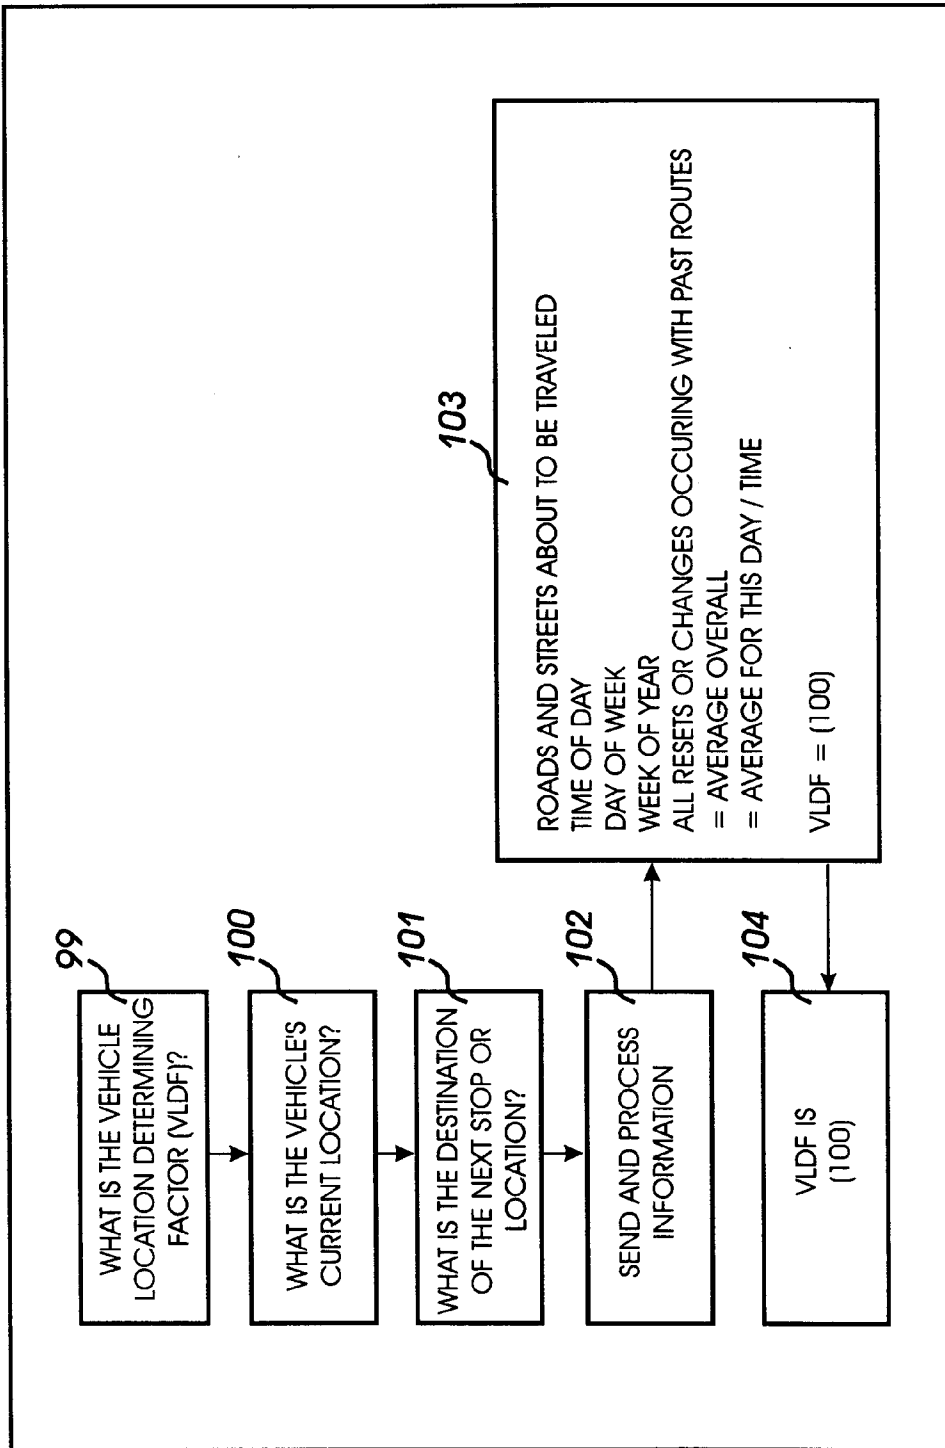 99
WHAT IS THE VEHICLE
LOCATION DETERMINING
FACTOR (VLDF)?
100
WHAT IS THE VEHICLE'S
CURRENT LOCATION?
101
WHAT IS THE DESTINATION
OF THE NEXT STOP OR
LOCATION?
102
SEND AND PROCESS
INFORMATION
103
ROADS AND STREETS ABOUT TO BE TRAVELED
TIME OF DAY
DAY OF WEEK
WEEK OF YEAR
ALL RESETS OR CHANGES OCCURING WITH PAST ROUTES
= AVERAGE OVERALL
= AVERAGE FOR THIS DAY / TIME
VLDF = (100)
104
VLDF IS
(100)